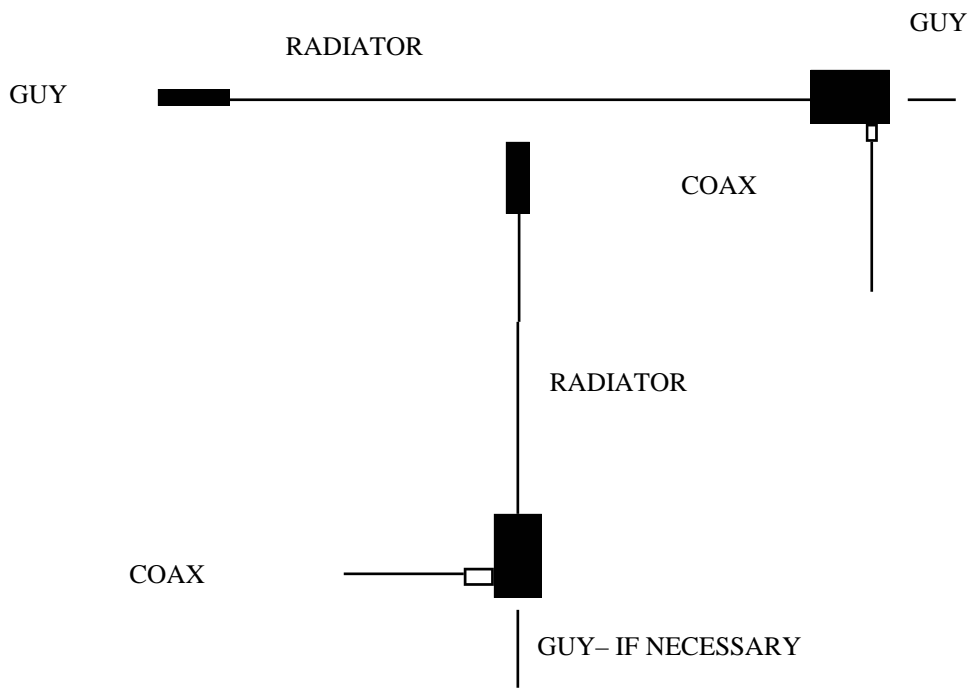 GUY
RADIATOR
GUY
COAX
RADIATOR
COAX
GUY– IF NECESSARY